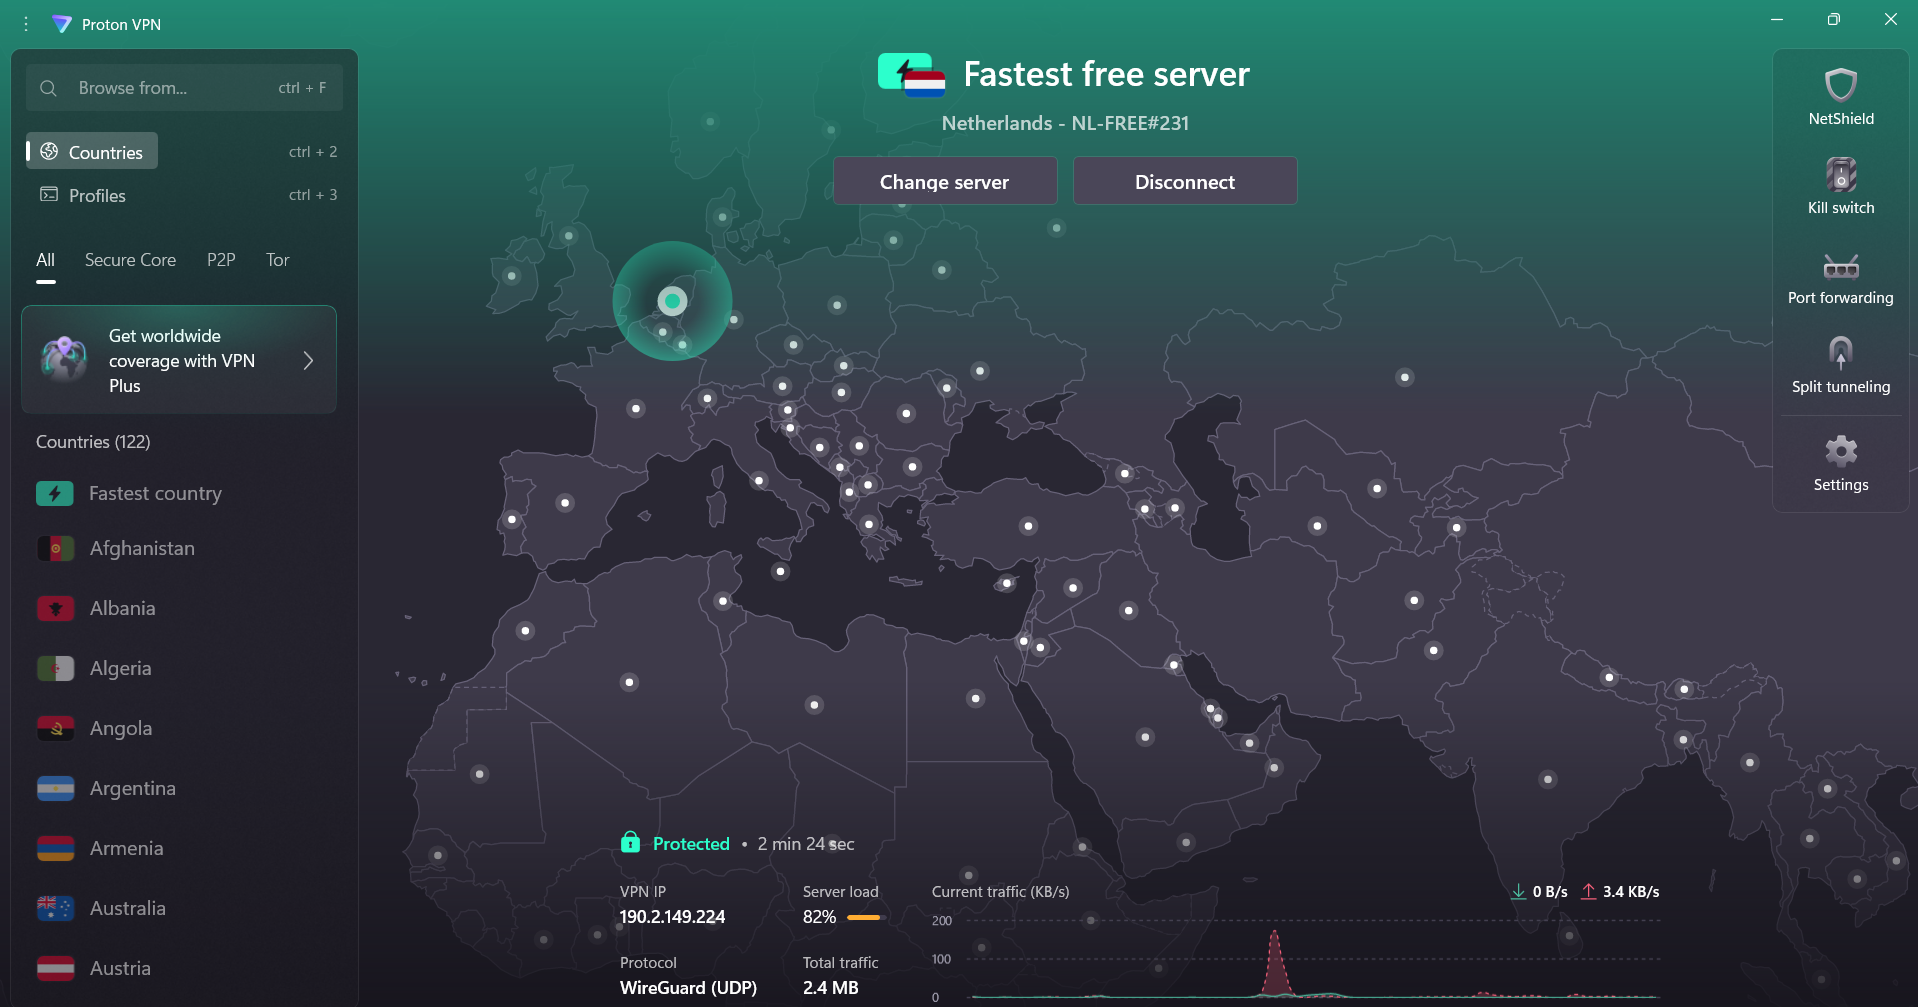 Proton VPN
Browse from...
ctrl + F
Countries
ctrl + 2
Profiles
ctrl + 3
All
Secure Core
P2P
Tor
Get worldwide
coverage with VPN
Plus
Countries (122)
Fastest country
Afghanistan
Albania
Algeria
Angola
Argentina
Armenia
Australia
Austria
Fastest free server
Netherlands - NL-FREE#231
Change server
Disconnect
Protected • 2 min 24 sec
VPN IP
190.2.149.224
Server load
82%
Protocol
WireGuard (UDP)
Total traffic
2.4 MB
Current traffic (KB/s)
0 B/s
3.4 KB/s
200
100
0
NetShield
Kill switch
Port forwarding
Split tunneling
Settings